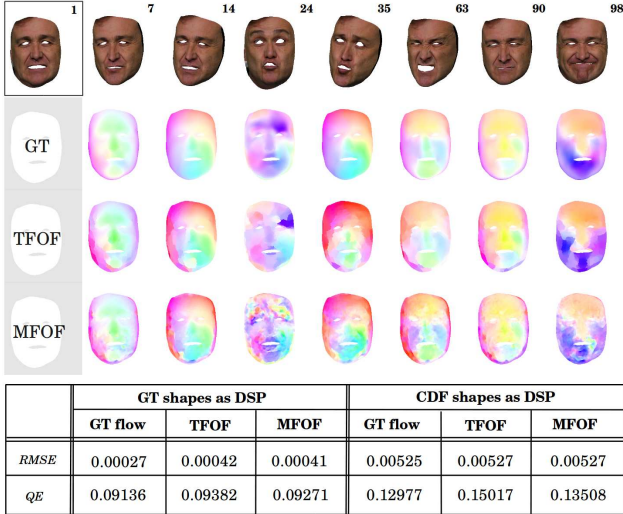 1 7 14 24 35 63 90 98
GT
TFOF
MFOF
GT shapes as DSP CDF shapes as DSP
GT flow TFOF MFOF GT flow TFOF MFOF
RMSE 0.00027 0.00042 0.00041 0.00525 0.00527 0.00527
QE 0.09136 0.09382 0.09271 0.12977 0.15017 0.13508